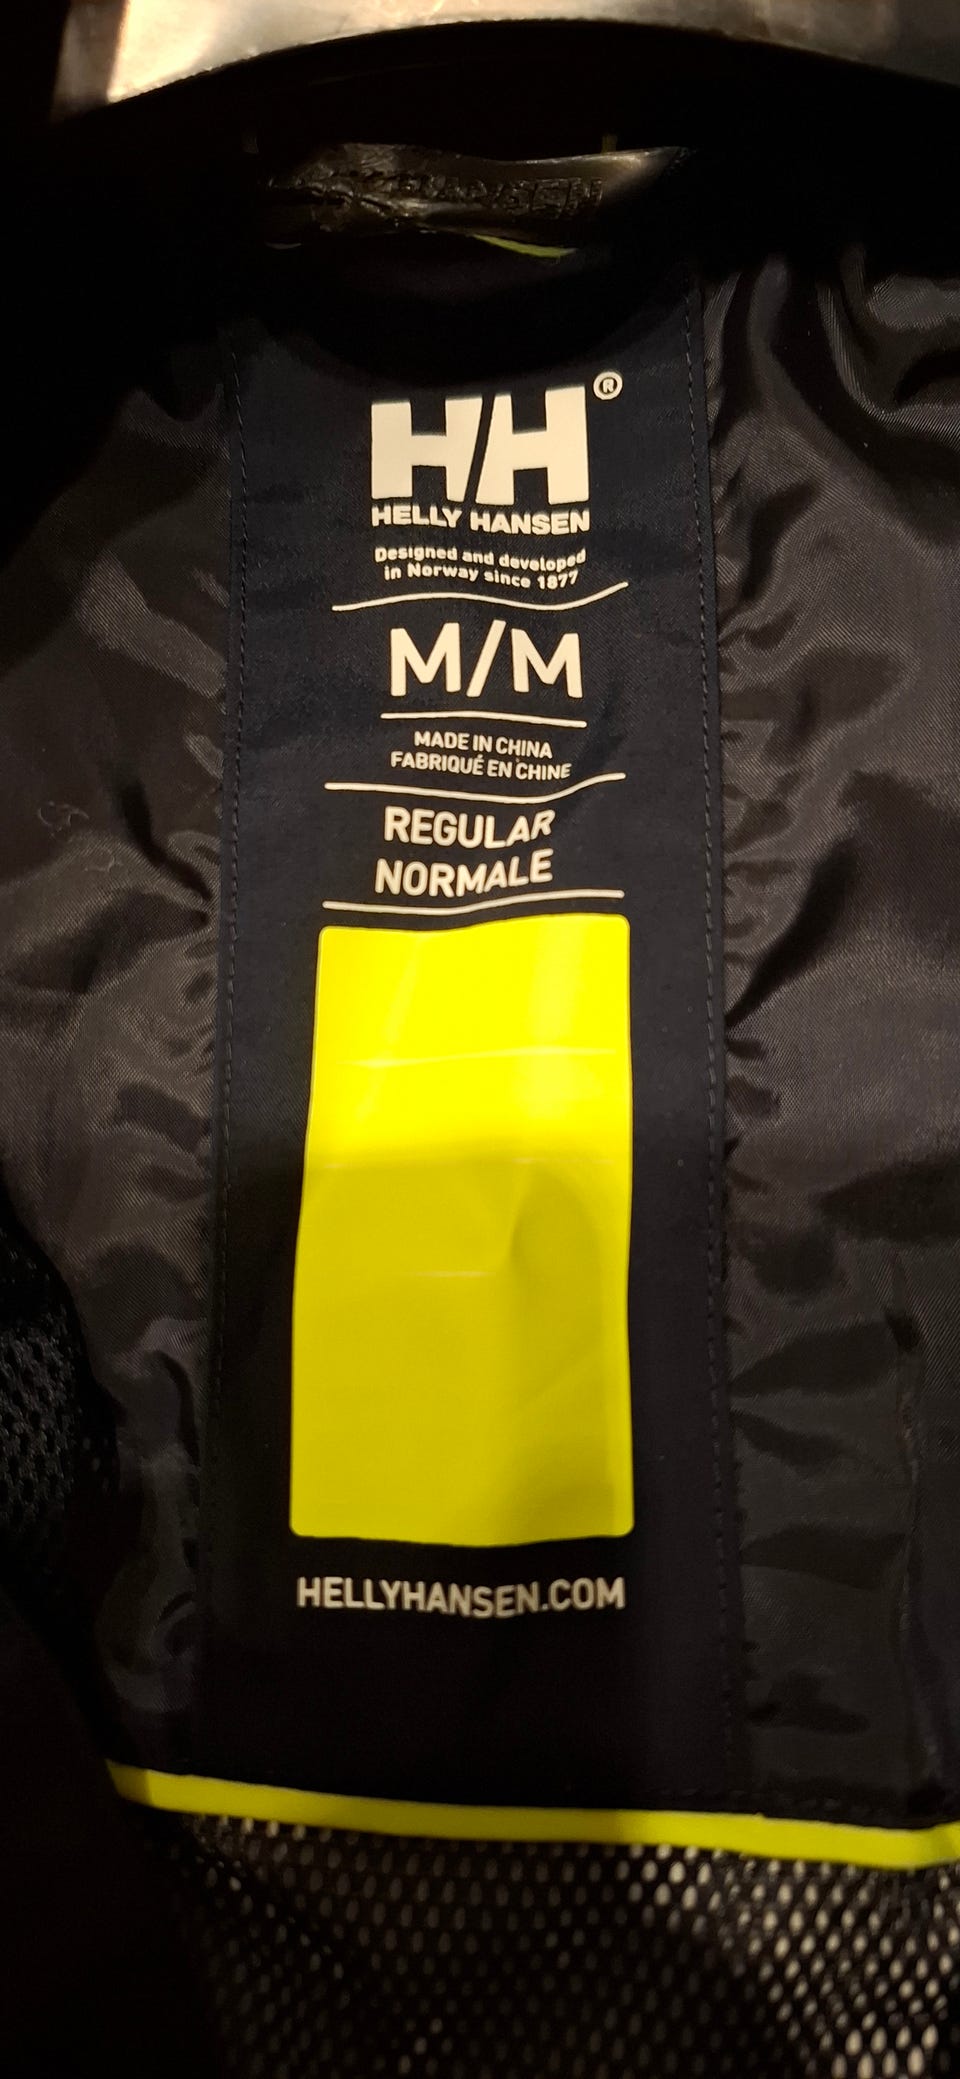 HANSEN
HH®
HELLY HANSEN
Designed and developed
in Norway since 1877
M/M
MADE IN CHINA
FABRIQUÉ EN CHINE
REGULAR
NORMALE
HELLYHANSEN.COM